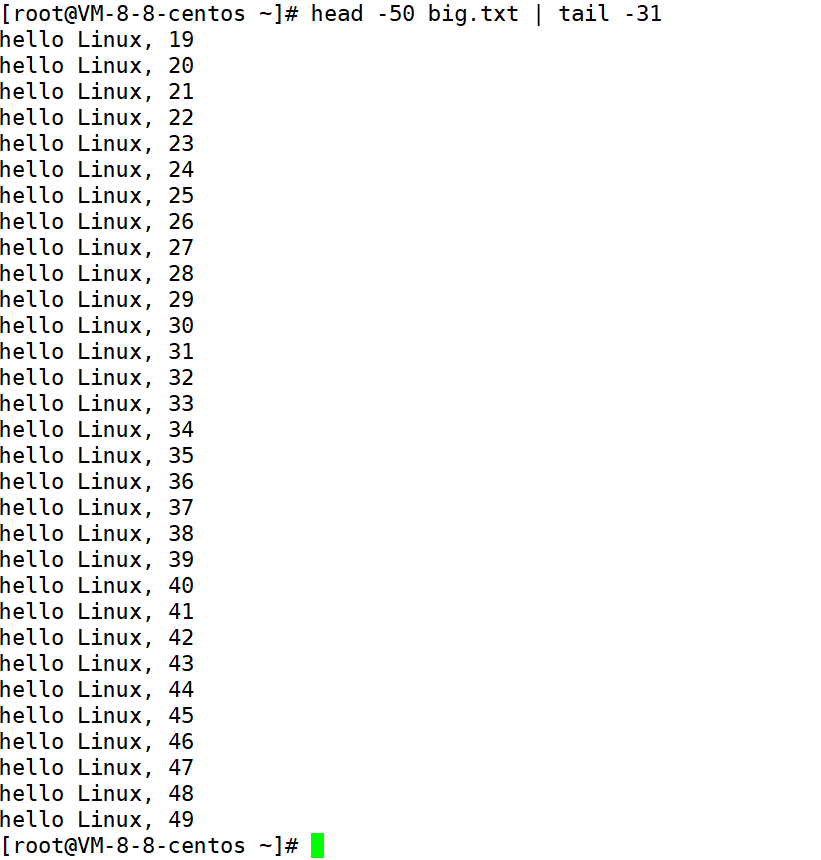 [root@VM-8-8-centos ~]# head -50 big.txt | tail -31
hello Linux, 19
hello Linux, 20
hello Linux, 21
hello Linux, 22
hello Linux, 23
hello Linux, 24
hello Linux, 25
hello Linux, 26
hello Linux, 27
hello Linux, 28
hello Linux, 29
hello Linux, 30
hello Linux, 31
hello Linux, 32
hello Linux, 33
hello Linux, 34
hello Linux, 35
hello Linux, 36
hello Linux, 37
hello Linux, 38
hello Linux, 39
hello Linux, 40
hello Linux, 41
hello Linux, 42
hello Linux, 43
hello Linux, 44
hello Linux, 45
hello Linux, 46
hello Linux, 47
hello Linux, 48
hello Linux, 49
[root@VM-8-8-centos ~]#